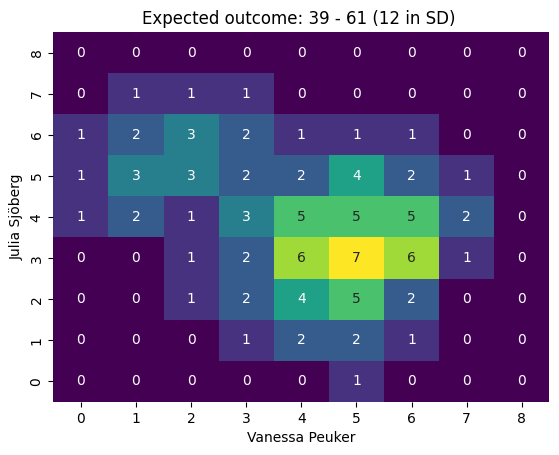 Expected outcome: 39 - 61 (12 in SD)
Julia Sjöberg
8 0 0 0 0 0 0 0 0 0
7 0 1 1 1 0 0 0 0 0
6 1 2 3 2 1 1 1 0 0
5 1 3 3 2 2 4 2 1 0
4 1 2 1 3 5 5 5 2 0
3 0 0 1 2 6 7 6 1 0
2 0 0 1 2 4 5 2 0 0
1 0 0 0 1 2 2 1 0 0
0 0 0 0 0 0 1 0 0 0
0 1 2 3 4 5 6 7 8
Vanessa Peuker